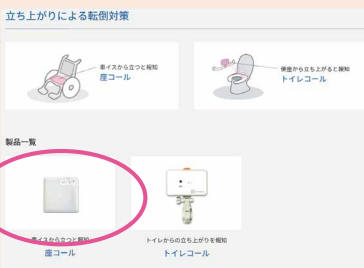 立ち上がりによる転倒対策
車イスから立つと報知
座コール
便座から立ち上がると報知
トイレコール
製品一覧
車イスから立つと報知
座コール
トイレからの立ち上がりを報知
トイレコール